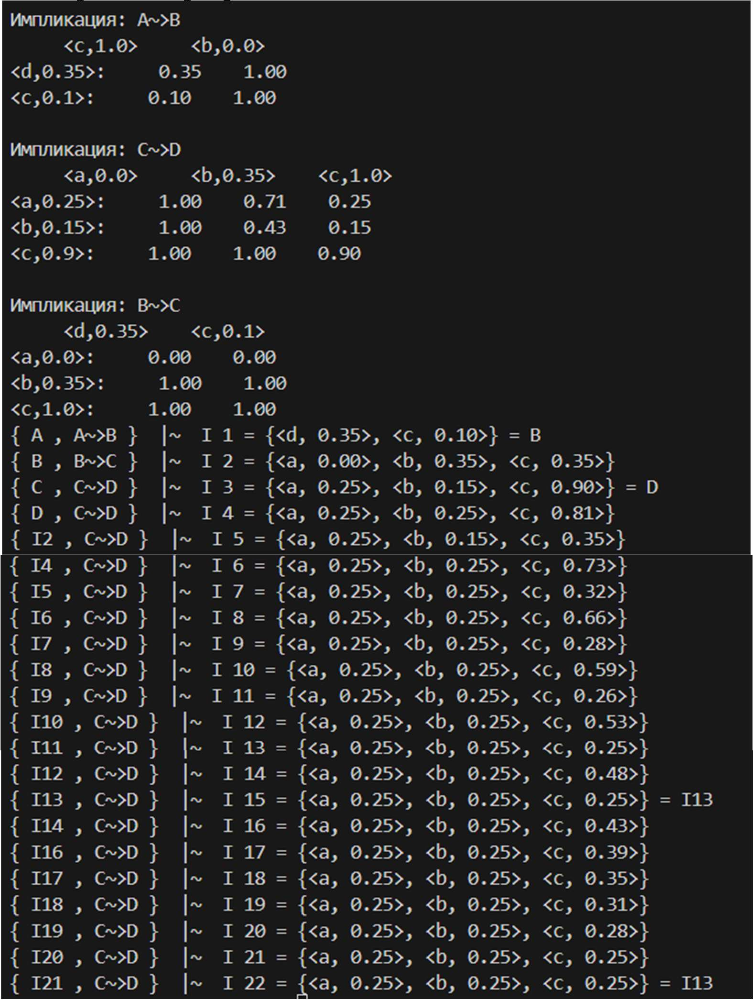 Импликация: A~>B
<c,1.0> <b,0.0>
<d,0.35>: 0.35 1.00
<c,0.1>: 0.10 1.00
Импликация: C~>D
<a,0.0> <b,0.35> <c,1.0>
<a,0.25>: 1.00 0.71 0.25
<b,0.15>: 1.00 0.43 0.15
<c,0.9>: 1.00 1.00 0.90
Импликация: B~>C
<d,0.35> <c,0.1>
<a,0.0>: 0.00 0.00
<b,0.35>: 1.00 1.00
<c,1.0>: 1.00 1.00
{ A , A~>B } |~ I 1 = {<d, 0.35>, <c, 0.10>} = B
{ B , B~>C } |~ I 2 = {<a, 0.00>, <b, 0.35>, <c, 0.35>}
{ C , C~>D } |~ I 3 = {<a, 0.25>, <b, 0.15>, <c, 0.90>} = D
{ D , C~>D } |~ I 4 = {<a, 0.25>, <b, 0.25>, <c, 0.81>}
{ I2 , C~>D } |~ I 5 = {<a, 0.25>, <b, 0.15>, <c, 0.35>}
{ I4 , C~>D } |~ I 6 = {<a, 0.25>, <b, 0.25>, <c, 0.73>}
{ I5 , C~>D } |~ I 7 = {<a, 0.25>, <b, 0.25>, <c, 0.32>}
{ I6 , C~>D } |~ I 8 = {<a, 0.25>, <b, 0.25>, <c, 0.66>}
{ I7 , C~>D } |~ I 9 = {<a, 0.25>, <b, 0.25>, <c, 0.28>}
{ I8 , C~>D } |~ I 10 = {<a, 0.25>, <b, 0.25>, <c, 0.59>}
{ I9 , C~>D } |~ I 11 = {<a, 0.25>, <b, 0.25>, <c, 0.26>}
{ I10 , C~>D } |~ I 12 = {<a, 0.25>, <b, 0.25>, <c, 0.53>}
{ I11 , C~>D } |~ I 13 = {<a, 0.25>, <b, 0.25>, <c, 0.25>}
{ I12 , C~>D } |~ I 14 = {<a, 0.25>, <b, 0.25>, <c, 0.48>}
{ I13 , C~>D } |~ I 15 = {<a, 0.25>, <b, 0.25>, <c, 0.25>} = I13
{ I14 , C~>D } |~ I 16 = {<a, 0.25>, <b, 0.25>, <c, 0.43>}
{ I16 , C~>D } |~ I 17 = {<a, 0.25>, <b, 0.25>, <c, 0.39>}
{ I17 , C~>D } |~ I 18 = {<a, 0.25>, <b, 0.25>, <c, 0.35>}
{ I18 , C~>D } |~ I 19 = {<a, 0.25>, <b, 0.25>, <c, 0.31>}
{ I19 , C~>D } |~ I 20 = {<a, 0.25>, <b, 0.25>, <c, 0.28>}
{ I20 , C~>D } |~ I 21 = {<a, 0.25>, <b, 0.25>, <c, 0.25>}
{ I21 , C~>D } |~ I 22 = {<a, 0.25>, <b, 0.25>, <c, 0.25>} = I13